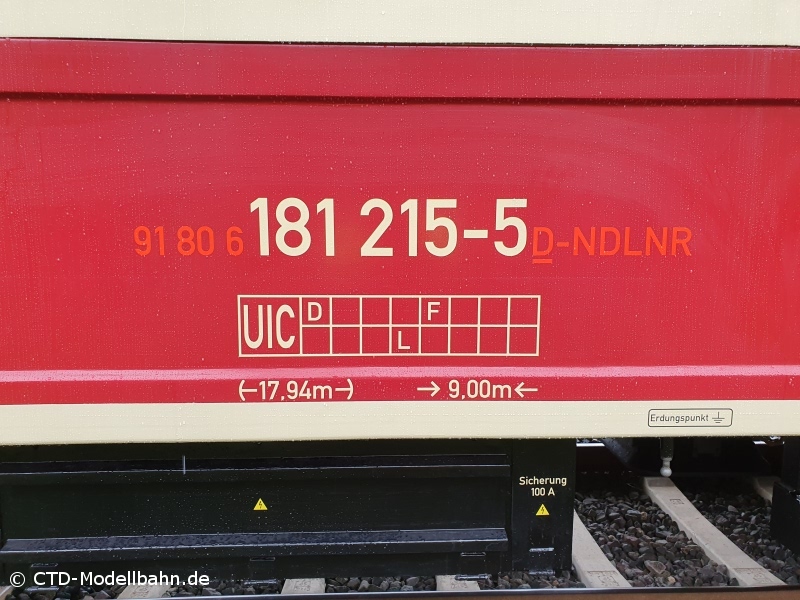 91 80 6 181 215-5 D-NDLNR
UIC D F
L
(-17,94m-) → 9,00m ←
Erdungspunkt
Sicherung
100 A
© CTD-Modellbahn.de